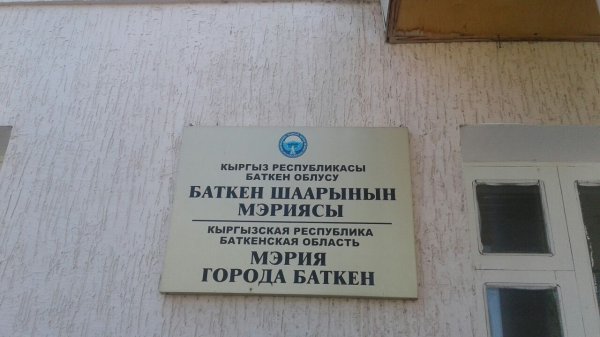 КЫРГЫЗ РЕСПУБЛИКАСЫ
БАТКЕН ОБЛУСУ
БАТКЕН ШААРЫНЫН
МЭРИЯСЫ
КЫРГЫЗСКАЯ РЕСПУБЛИКА
БАТКЕНСКАЯ ОБЛАСТЬ
МЭРИЯ
ГОРОДА БАТКЕН